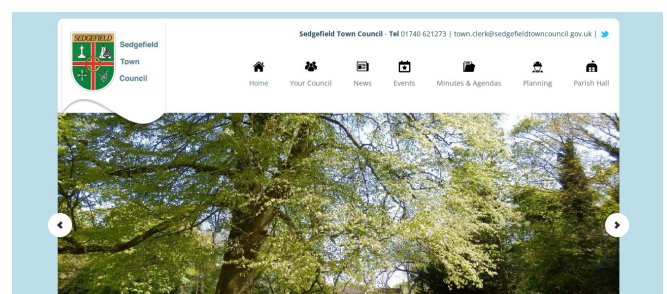 Sedgefield Town Council - Tel 01740 621273 | town.clerk@sedgefieldtowncouncil.gov.uk |
SEDGEFIELD
Sedgefield
Town
Council
Home Your Council News Events Minutes & Agendas Planning Parish Hall